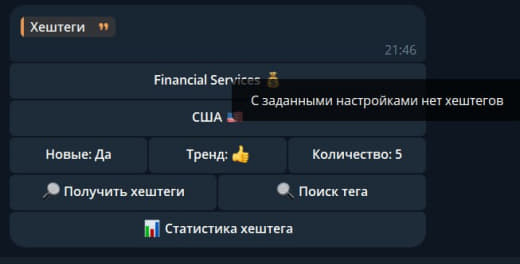 Хештеги
21:46
Financial Services 💰
С заданными настройками нет хештегов
США 🇺🇸
Новые: Да
Тренд: 👍
Количество: 5
🔎 Получить хештеги
🔍 Поиск тега
📊 Статистика хештега